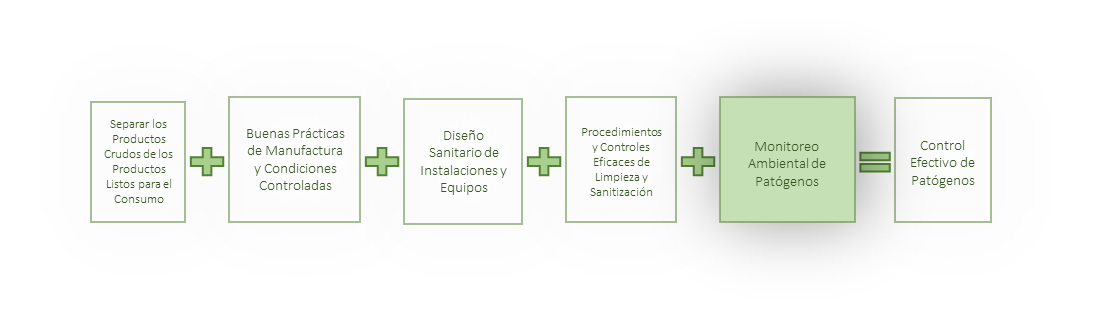 Separar los
Productos
Crudos de los
Productos
Listos para el
Consumo
Buenas Prácticas
de Manufactura
y Condiciones
Controladas
Diseño
Sanitario de
Instalaciones y
Equipos
Procedimientos
y Controles
Eficaces de
Limpieza y
Sanitización
Monitoreo
Ambiental de
Patógenos
Control
Efectivo de
Patógenos